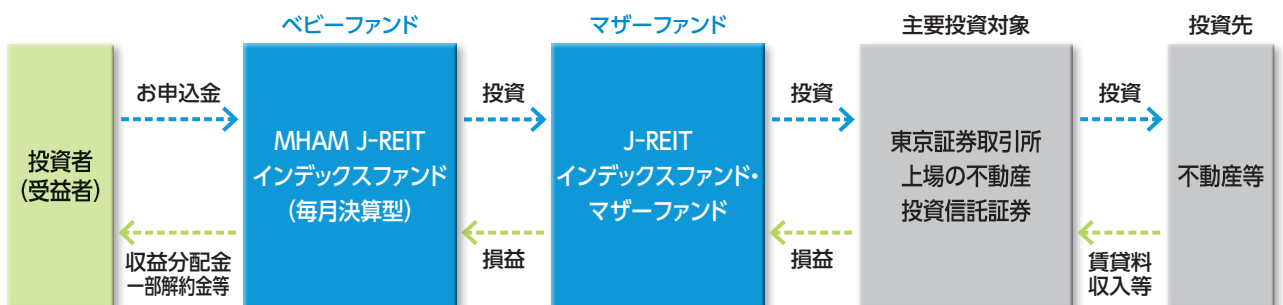 ベビーファンド
マザーファンド
主要投資対象
投資先
投資者
(受益者)
お申込金
収益分配金
一部解約金等
MHAM J-REIT
インデックスファンド
(毎月決算型)
投資
損益
J-REIT
インデックスファンド・
マザーファンド
投資
損益
東京証券取引所
上場の不動産
投資信託証券
投資
賃貸料
収入等
不動産等